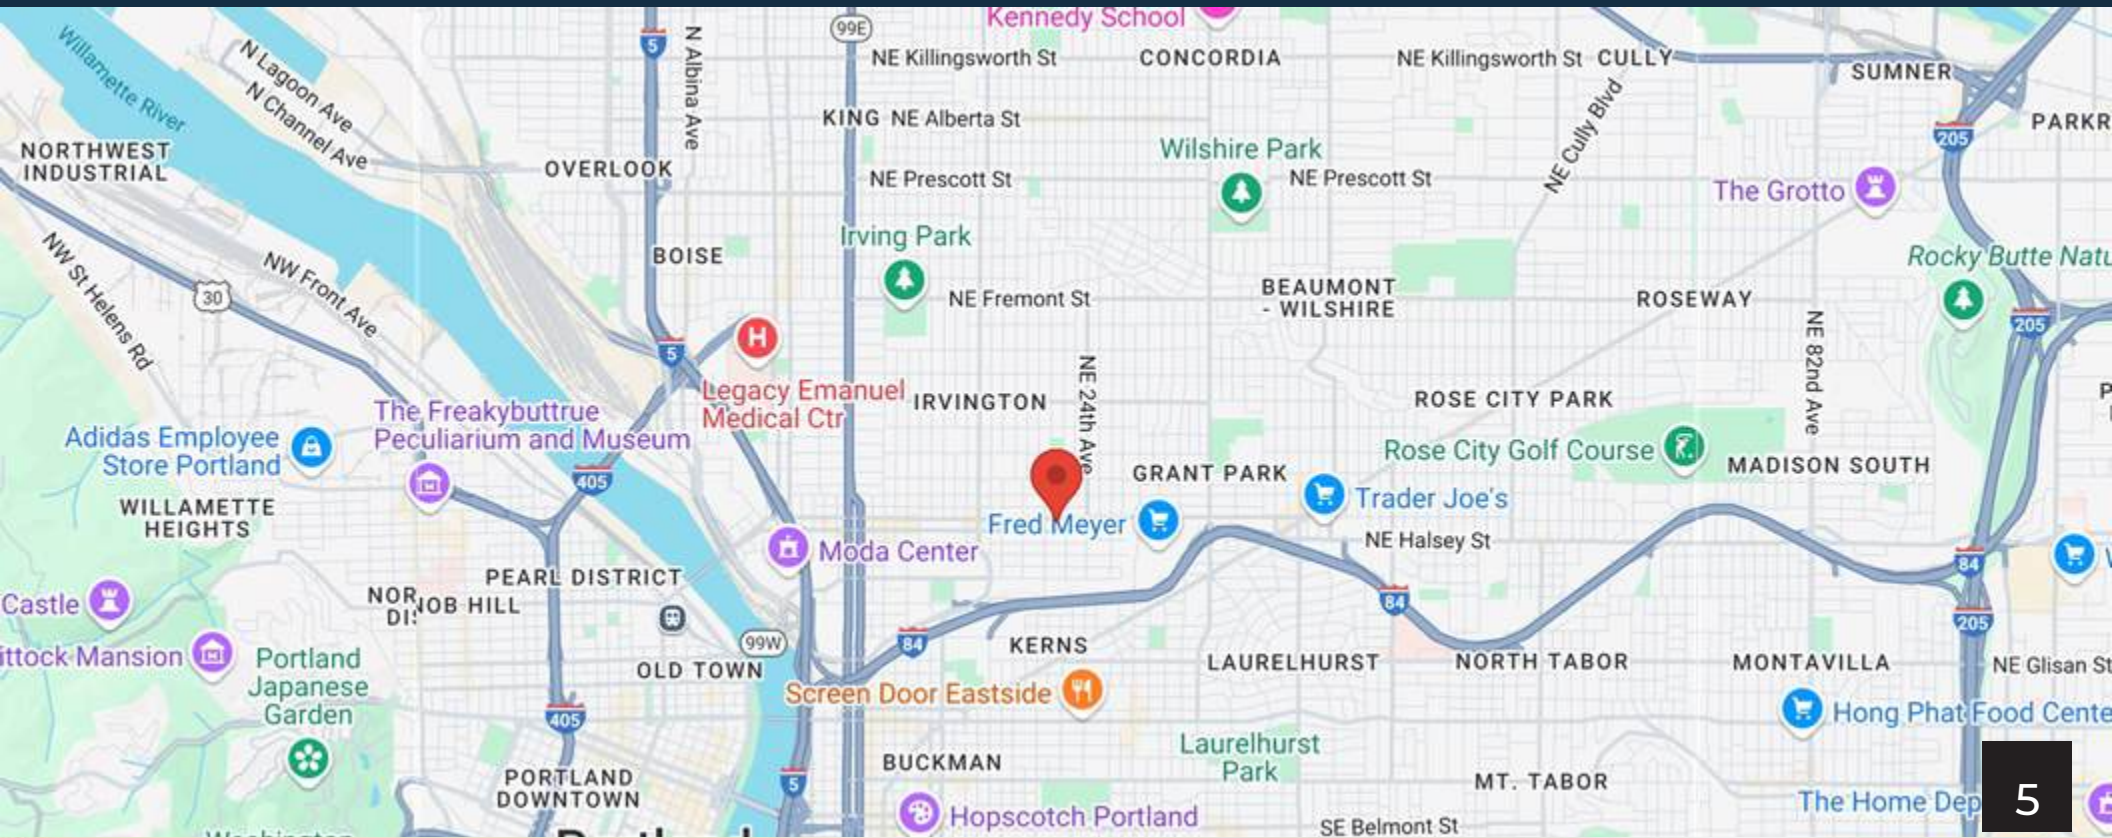 Kennedy School
99E
5
NE Killingsworth St
CONCORDIA
NE Killingsworth St
CULLY
SUMNER
Willamette River
N Lagoon Ave
N Channel Ave
N Albina Ave
KING
NE Alberta St
NE Cully Blvd
205
PARKR
NORTHWEST
INDUSTRIAL
OVERLOOK
Wilshire Park
NE Prescott St
NE Prescott St
The Grotto
Irving Park
BOISE
Rocky Butte Natu
NW St Helens Rd
NW Front Ave
30
NE Fremont St
BEAUMONT
- WILSHIRE
ROSEWAY
205
H
5
Legacy Emanuel
Medical Ctr
IRVINGTON
NE 24th Ave
ROSE CITY PARK
NE 82nd Ave
P
The Freakybuttrue
Peculiarium and Museum
Adidas Employee
Store Portland
405
GRANT PARK
Rose City Golf Course
MADISON SOUTH
WILLAMETTE
HEIGHTS
Fred Meyer
Trader Joe's
NE Halsey St
Moda Center
84
PEARL DISTRICT
Castle
NOR
DIS
NOB HILL
84
205
99W
84
KERNS
ittock Mansion
Portland
Japanese
Garden
OLD TOWN
LAURELHURST
NORTH TABOR
MONTAVILLA
NE Glisan St
Screen Door Eastside
405
Hong Phat Food Cente
Laurelhurst
Park
BUCKMAN
5
PORTLAND
DOWNTOWN
MT. TABOR
Hopscotch Portland
SE Belmont St
The Home Dep
5